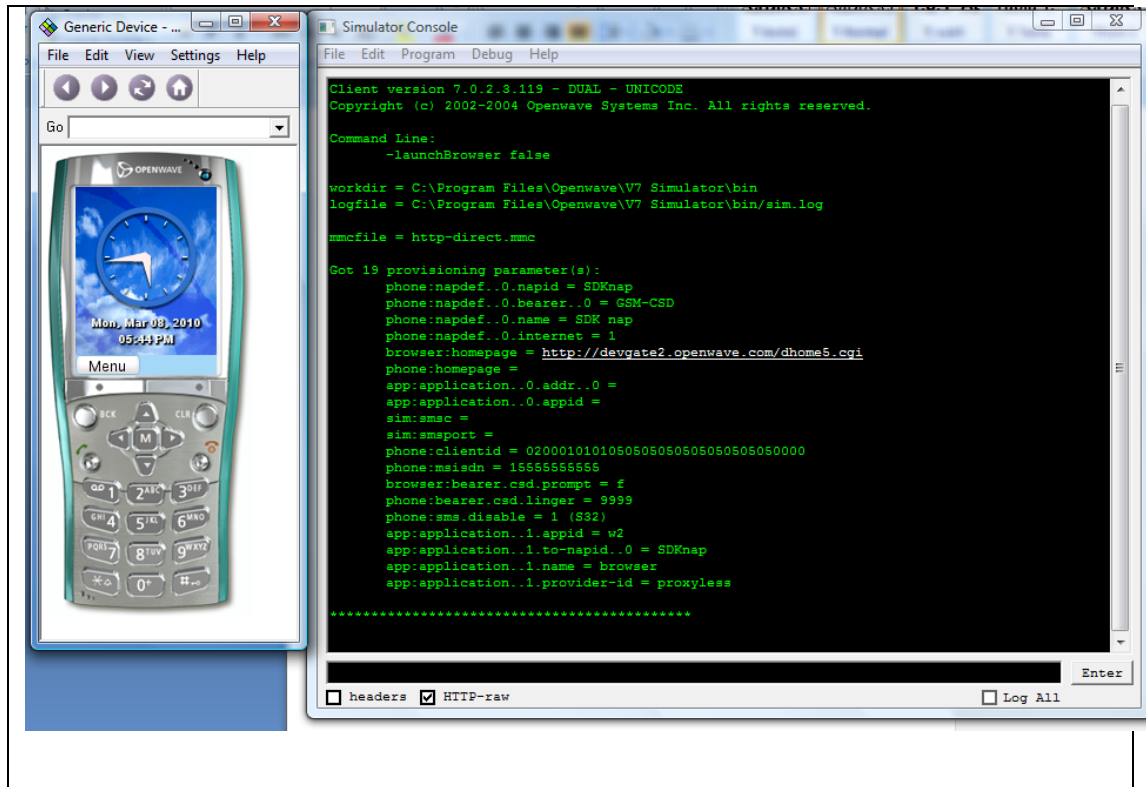 Generic Device - ...
File Edit View Settings Help
Go
OPENWAVE
Mon, Mar 08, 2010
05:44 PM
Menu
BCK CLR
M
1 2ABC 3DEF
GHI4 5JKL 6MNO
PQRS7 8TUV 9WXYZ
* 0+ #
Simulator Console
File Edit Program Debug Help
Client version 7.0.2.3.119 - DUAL - UNICODE
Copyright (c) 2002-2004 Openwave Systems Inc. All rights reserved.
Command Line:
-launchBrowser false
workdir = C:\Program Files\Openwave\V7 Simulator\bin
logfile = C:\Program Files\Openwave\V7 Simulator\bin/sim.log
mmcfile = http-direct.mmc
Got 19 provisioning parameter(s):
phone:napdef..0.napid = SDKnap
phone:napdef..0.bearer..0 = GSM-CSD
phone:napdef..0.name = SDK nap
phone:napdef..0.internet = 1
browser:homepage = http://devgate2.openwave.com/dhome5.cgi
phone:homepage =
app:application..0.addr..0 =
app:application..0.appid =
sim:smsc =
sim:smsport =
phone:clientid = 0200010101050505050505050505050000
phone:msisdn = 15555555555
browser:bearer.csd.prompt = f
phone:bearer.csd.linger = 9999
phone:sms.disable = 1 (S32)
app:application..1.appid = w2
app:application..1.to-napid..0 = SDKnap
app:application..1.name = browser
app:application..1.provider-id = proxyless
*******************************************
Enter
headers HTTP-raw Log All